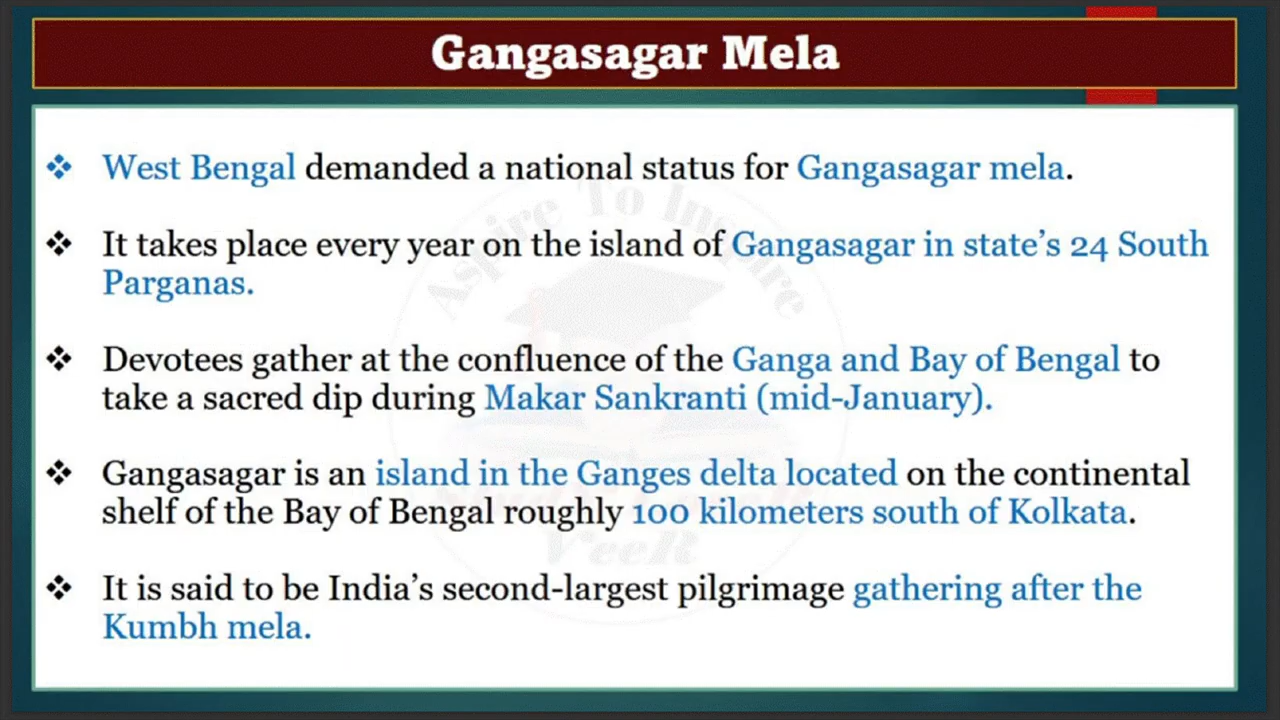 Gangasagar Mela
West Bengal demanded a national status for Gangasagar mela.
Aspire To Inspire
It takes place every year on the island of Gangasagar in state's 24 South
Parganas.
Devotees gather at the confluence of the Ganga and Bay of Bengal to
take a sacred dip during Makar Sankranti (mid-January).
Gangasagar is an island in the Ganges delta located on the continental
shelf of the Bay of Bengal roughly 100 kilometers south of Kolkata.
VeeR
It is said to be India's second-largest pilgrimage gathering after the
Kumbh mela.